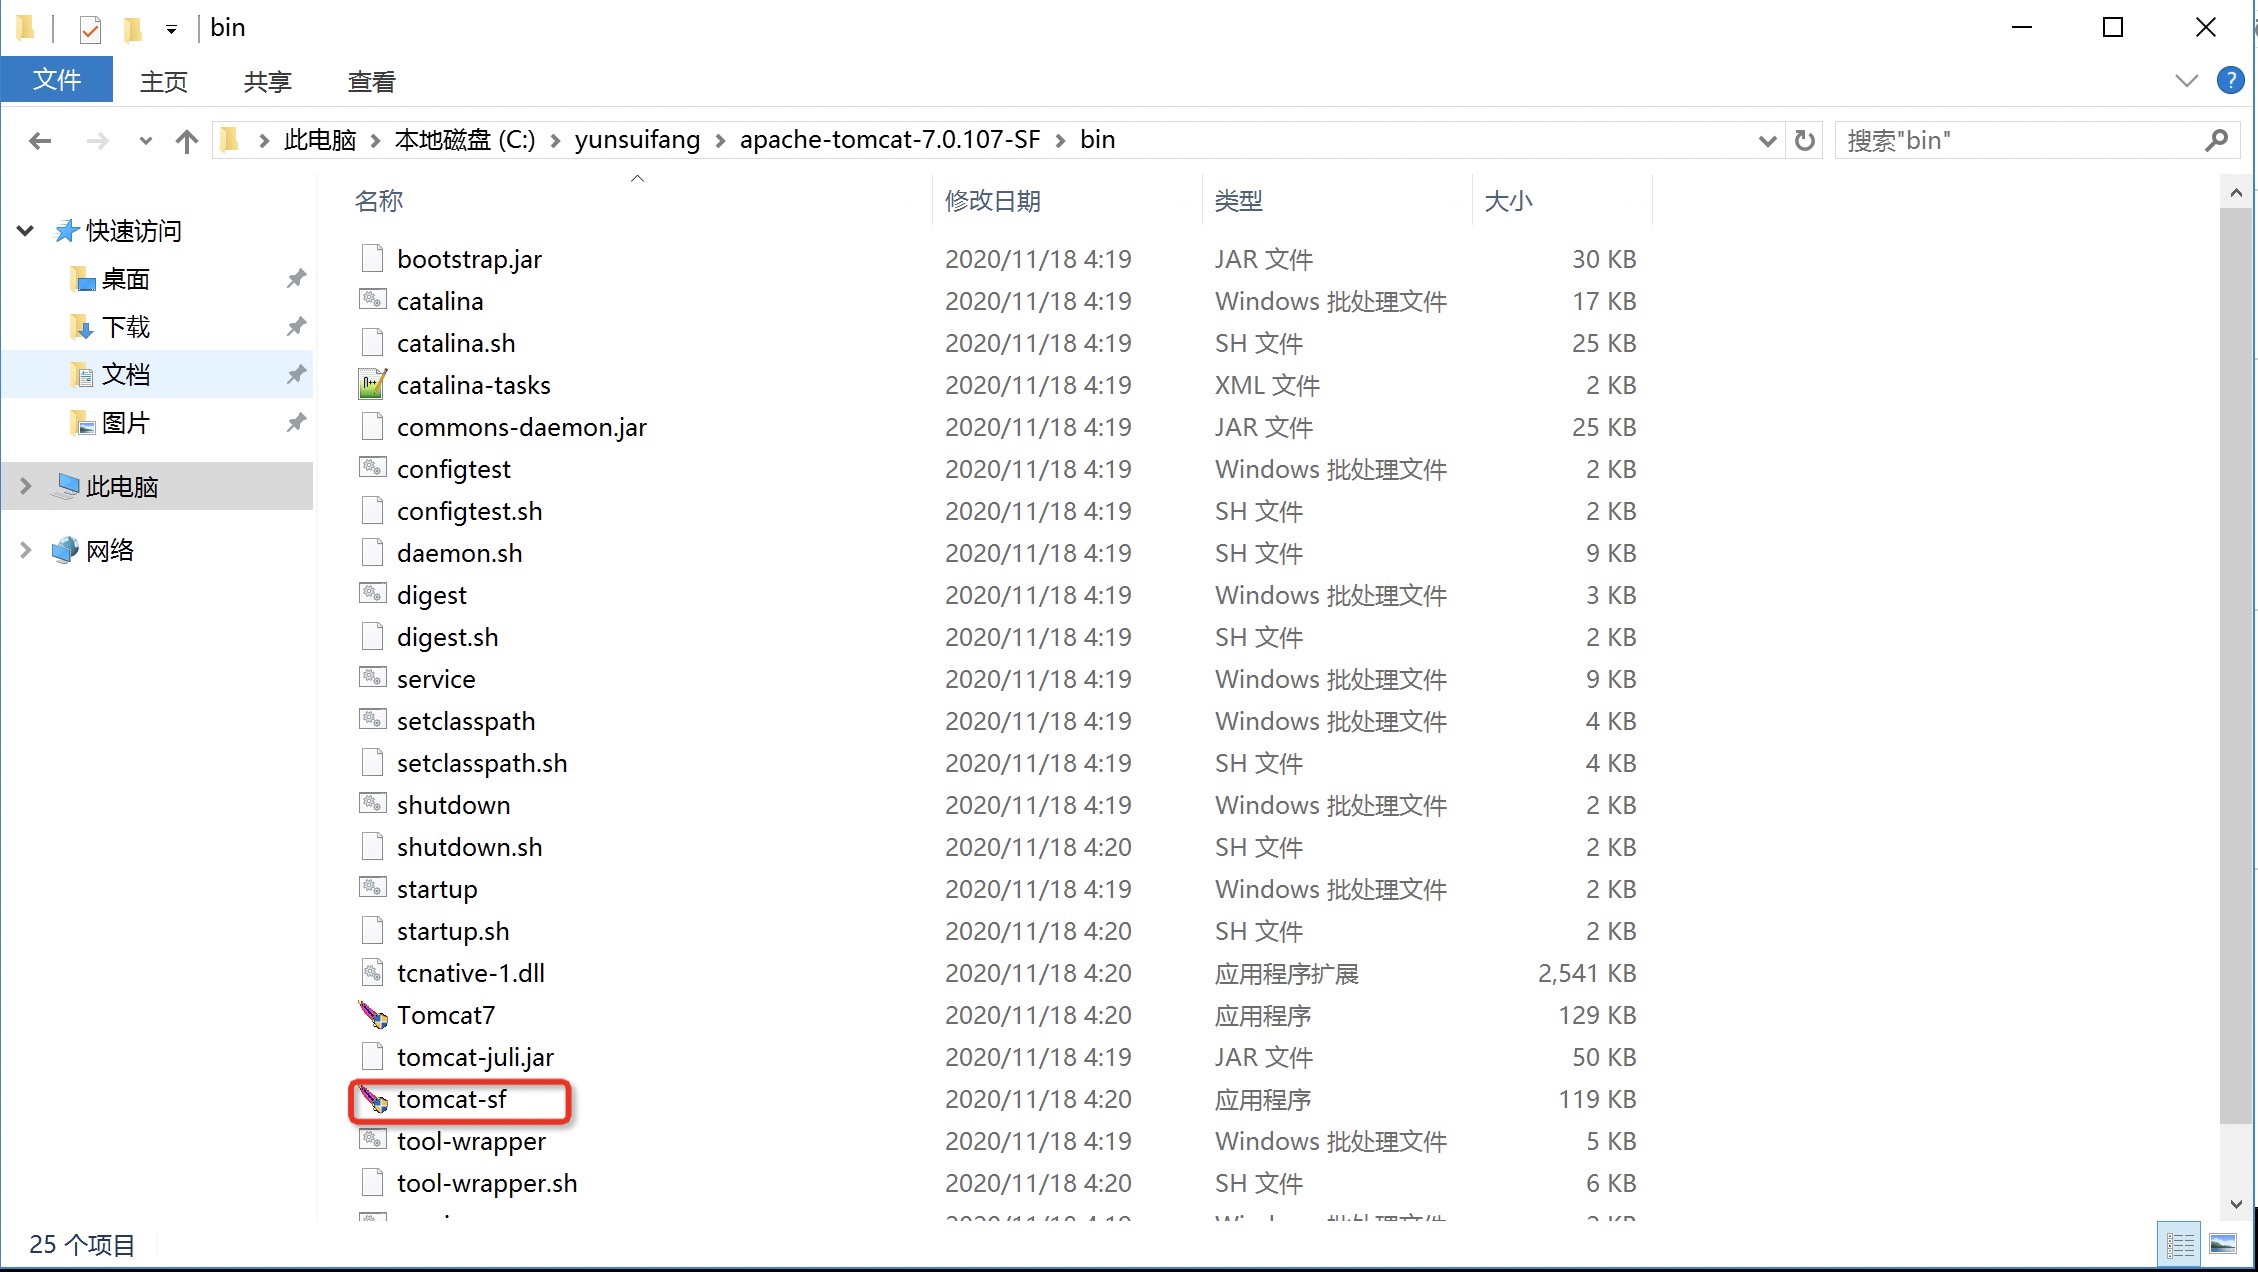 bin
文件 主页 共享 查看
此电脑 本地磁盘 (C:) yunsuifang apache-tomcat-7.0.107-SF bin 搜索"bin"
快速访问
桌面
下载
文档
图片
此电脑
网络
名称 修改日期 类型 大小
bootstrap.jar 2020/11/18 4:19 JAR 文件 30 KB
catalina 2020/11/18 4:19 Windows 批处理文件 17 KB
catalina.sh 2020/11/18 4:19 SH 文件 25 KB
catalina-tasks 2020/11/18 4:19 XML 文件 2 KB
commons-daemon.jar 2020/11/18 4:19 JAR 文件 25 KB
configtest 2020/11/18 4:19 Windows 批处理文件 2 KB
configtest.sh 2020/11/18 4:19 SH 文件 2 KB
daemon.sh 2020/11/18 4:19 SH 文件 9 KB
digest 2020/11/18 4:19 Windows 批处理文件 3 KB
digest.sh 2020/11/18 4:19 SH 文件 2 KB
service 2020/11/18 4:19 Windows 批处理文件 9 KB
setclasspath 2020/11/18 4:19 Windows 批处理文件 4 KB
setclasspath.sh 2020/11/18 4:19 SH 文件 4 KB
shutdown 2020/11/18 4:19 Windows 批处理文件 2 KB
shutdown.sh 2020/11/18 4:20 SH 文件 2 KB
startup 2020/11/18 4:19 Windows 批处理文件 2 KB
startup.sh 2020/11/18 4:20 SH 文件 2 KB
tcnative-1.dll 2020/11/18 4:20 应用程序扩展 2,541 KB
Tomcat7 2020/11/18 4:20 应用程序 129 KB
tomcat-juli.jar 2020/11/18 4:19 JAR 文件 50 KB
tomcat-sf 2020/11/18 4:20 应用程序 119 KB
tool-wrapper 2020/11/18 4:19 Windows 批处理文件 5 KB
tool-wrapper.sh 2020/11/18 4:20 SH 文件 6 KB
25 个项目